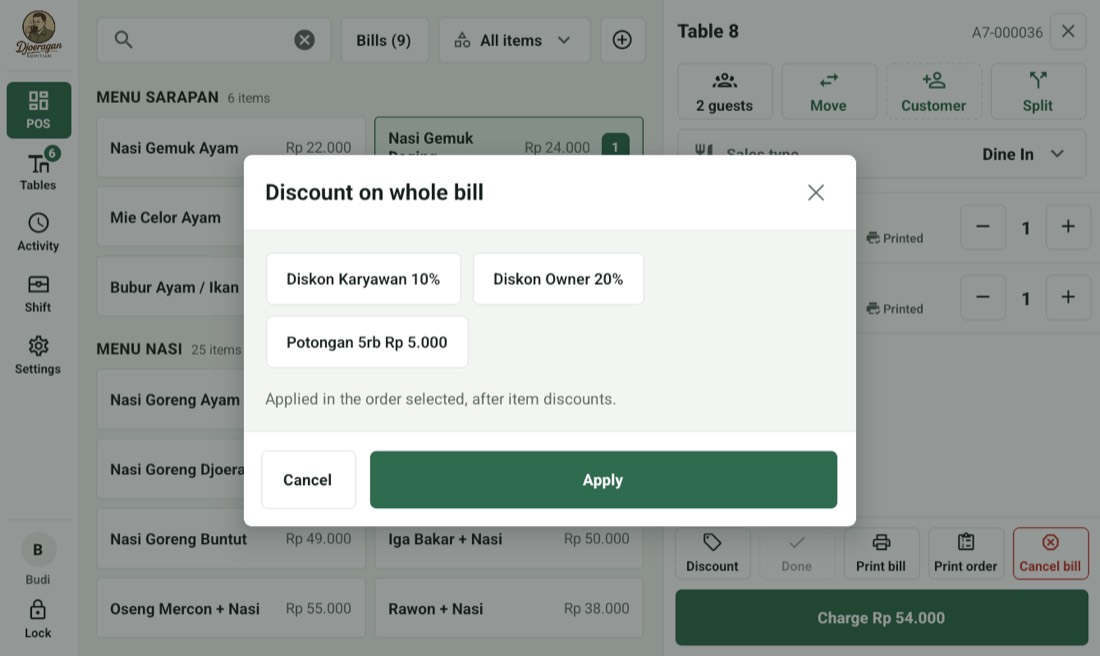 Djoeragan
KOPITIAM
POS
6
Tables
Activity
Shift
Settings
B
Budi
Lock
Bills (9)
All items
MENU SARAPAN 6 items
Nasi Gemuk Ayam Rp 22.000
Nasi Gemuk
Rp 24.000 1
Mie Celor Ayam
Bubur Ayam / Ikan
MENU NASI 25 items
Nasi Goreng Ayam
Nasi Goreng Djoera
Nasi Goreng Buntut Rp 49.000
Iga Bakar + Nasi Rp 50.000
Oseng Mercon + Nasi Rp 55.000
Rawon + Nasi Rp 38.000
Table 8 A7-000036
2 guests
Move
Customer
Split
Sales type Dine In
Printed 1
Printed 1
Discount on whole bill
Diskon Karyawan 10%
Diskon Owner 20%
Potongan 5rb Rp 5.000
Applied in the order selected, after item discounts.
Cancel
Apply
Discount
Done
Print bill
Print order
Cancel bill
Charge Rp 54.000